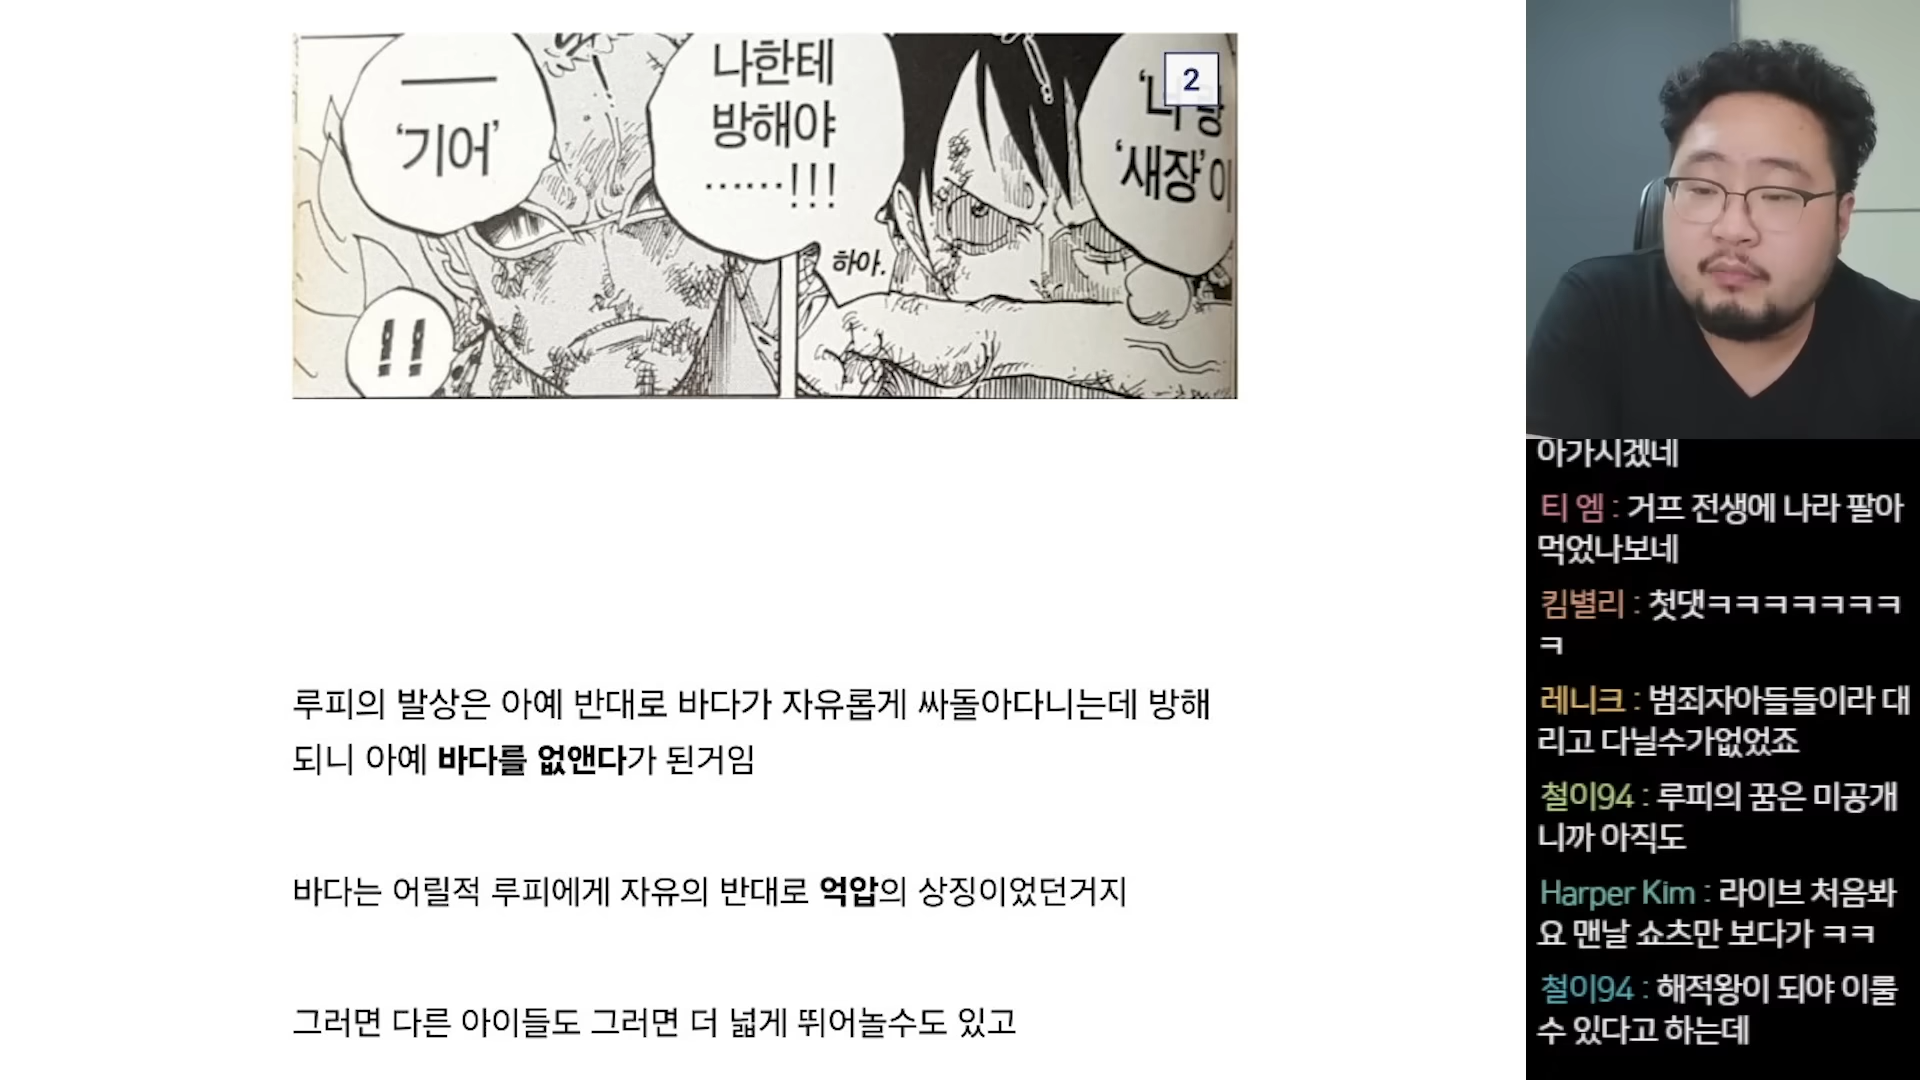 나한테
방해야
……!!!
'기어'
!!
하아.
2
'새장'이
루피의 발상은 아예 반대로 바다가 자유롭게 싸돌아다니는데 방해
되니 아예 바다를 없앤다가 된거임
바다는 어릴적 루피에게 자유의 반대로 억압의 상징이었던거지
그러면 다른 아이들도 그러면 더 넓게 뛰어놀수도 있고
아가시겠네
티 엠 : 거프 전생에 나라 팔아
먹었나보네
킴별리 : 첫댓ㅋㅋㅋㅋㅋㅋㅋ
ㅋ
레니크 : 범죄자아들들이라 대
리고 다닐수가없었죠
철이94 : 루피의 꿈은 미공개
니까 아직도
Harper Kim : 라이브 처음봐
요 맨날 쇼츠만 보다가 ㅋㅋ
철이94 : 해적왕이 되야 이룰
수 있다고 하는데